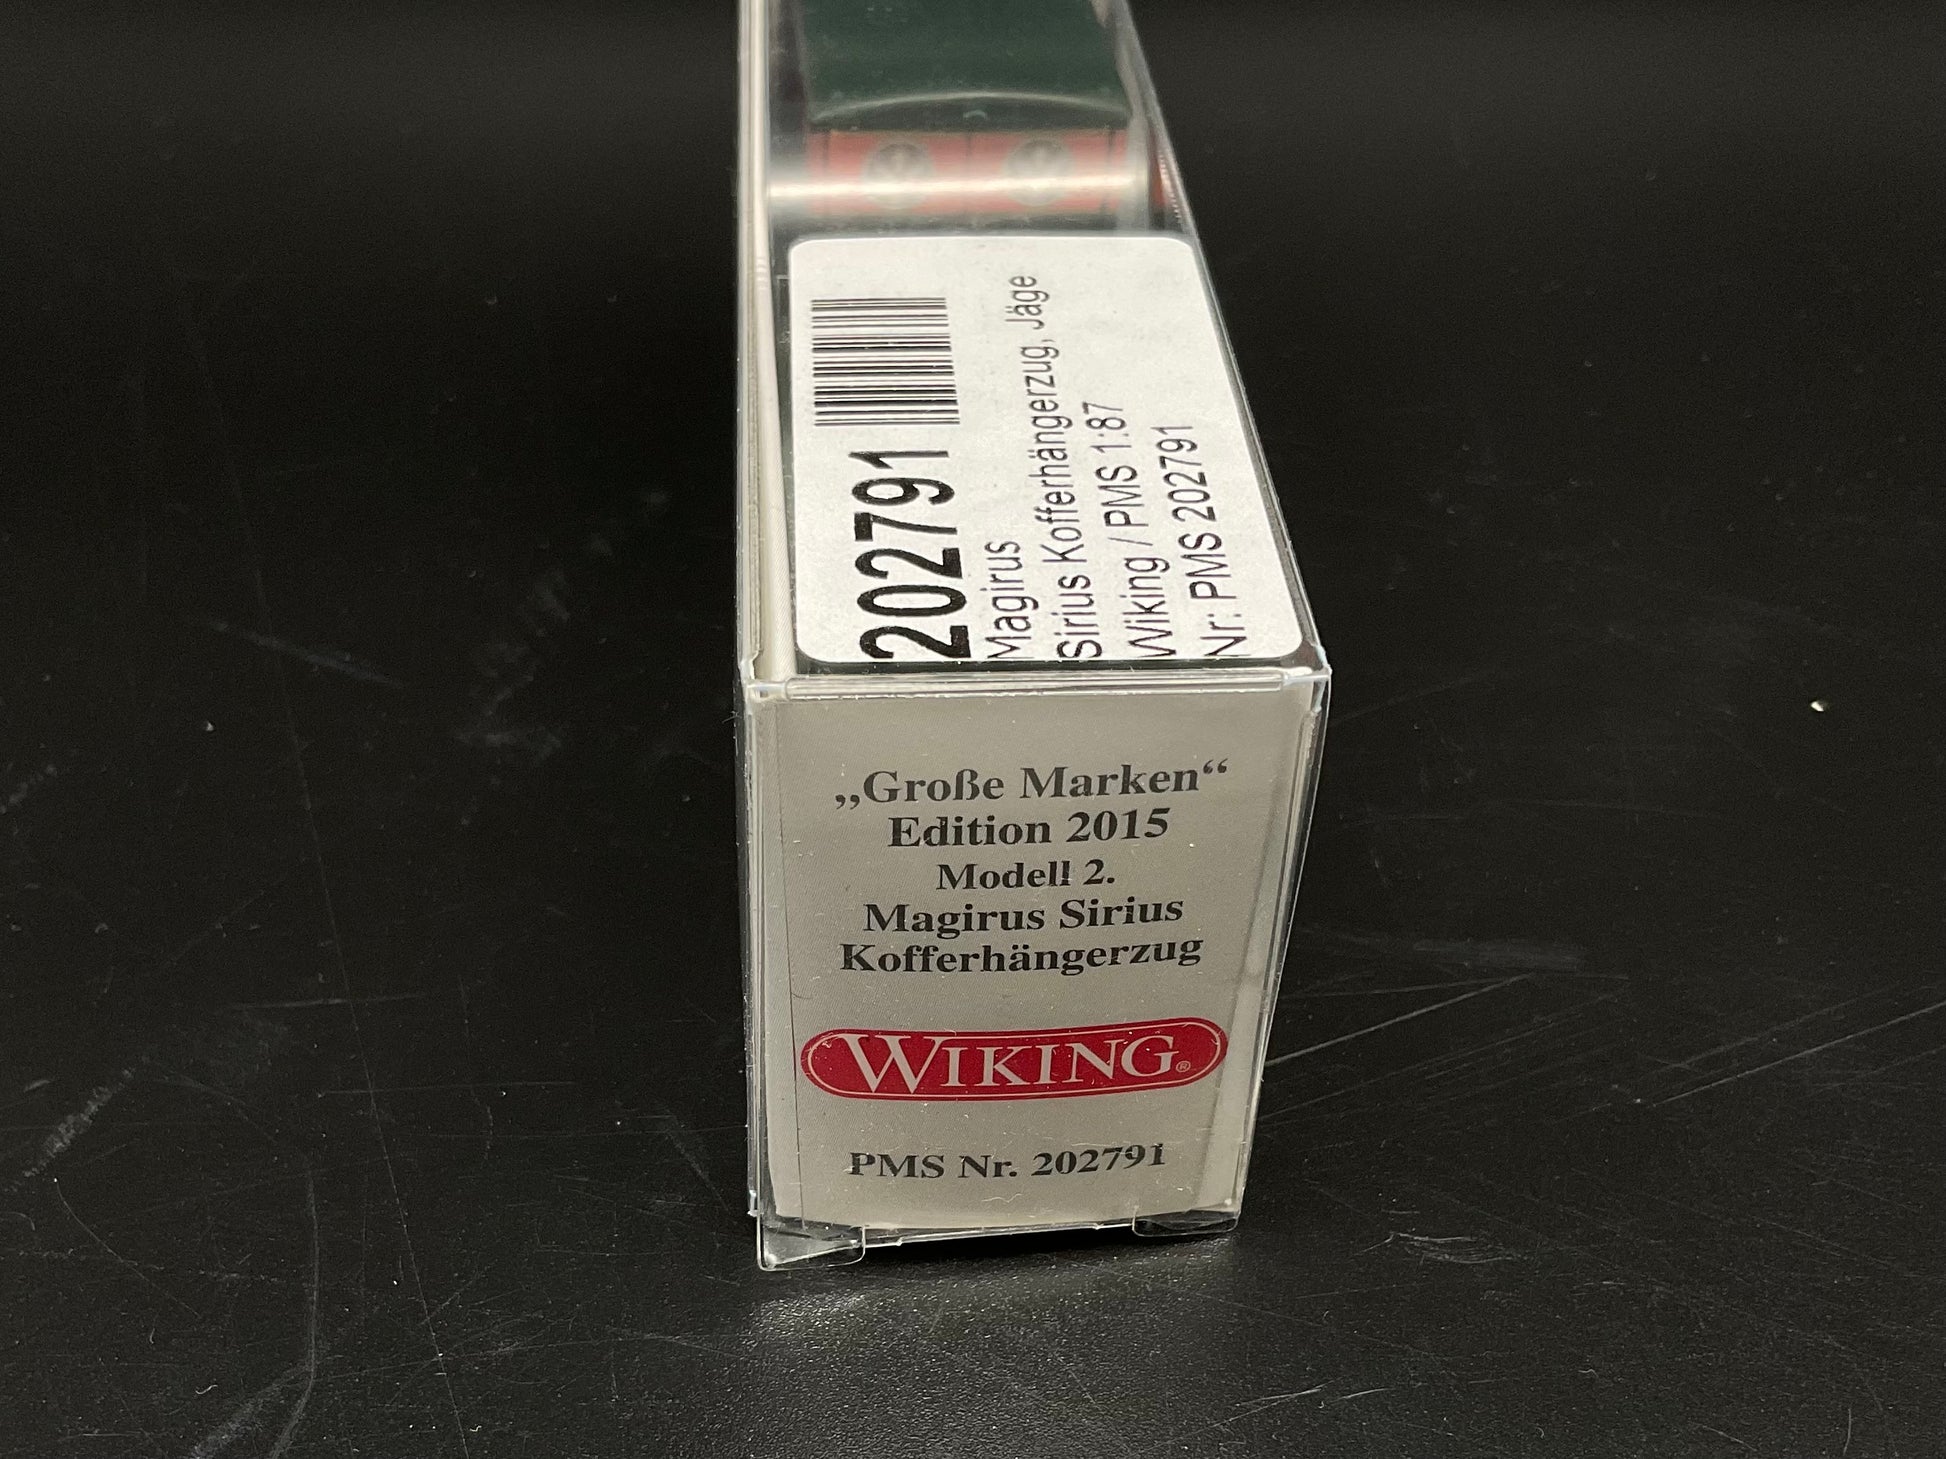 202791
Magirus
Sirius Kofferhängerzug, Jäge
Wiking / PMS 1:87
Nr: PMS 202791
„Große Marken“
Edition 2015
Modell 2.
Magirus Sirius
Kofferhängerzug
WIKING®
PMS Nr. 202791